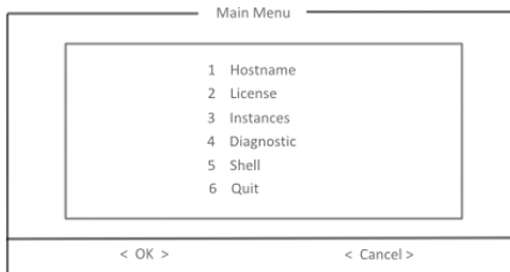 Main Menu
1 Hostname
2 License
3 Instances
4 Diagnostic
5 Shell
6 Quit
< OK > < Cancel >